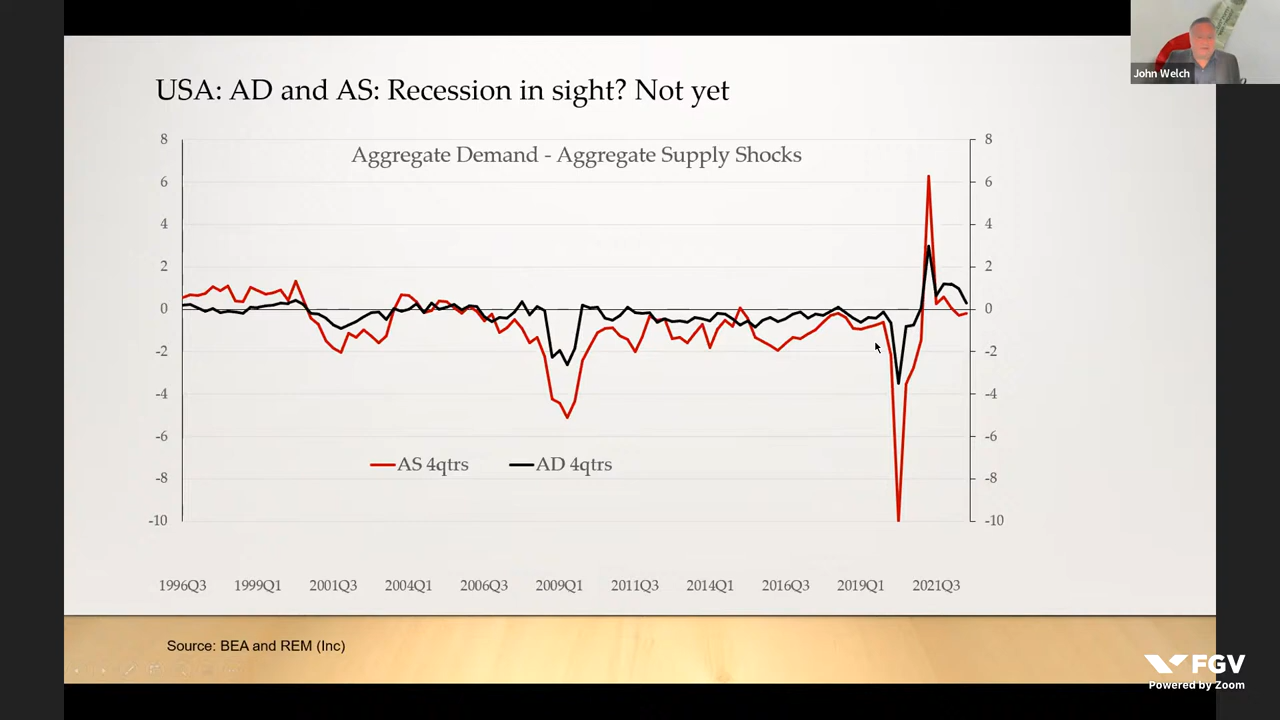 John Welch
USA: AD and AS: Recession in sight? Not yet
Aggregate Demand - Aggregate Supply Shocks
8 8
6 6
4 4
2 2
0 0
-2 -2
-4 -4
-6 -6
AS 4qtrs AD 4qtrs
-8 -8
-10 -10
1996Q3 1999Q1 2001Q3 2004Q1 2006Q3 2009Q1 2011Q3 2014Q1 2016Q3 2019Q1 2021Q3
Source: BEA and REM (Inc)
FGV
Powered by Zoom